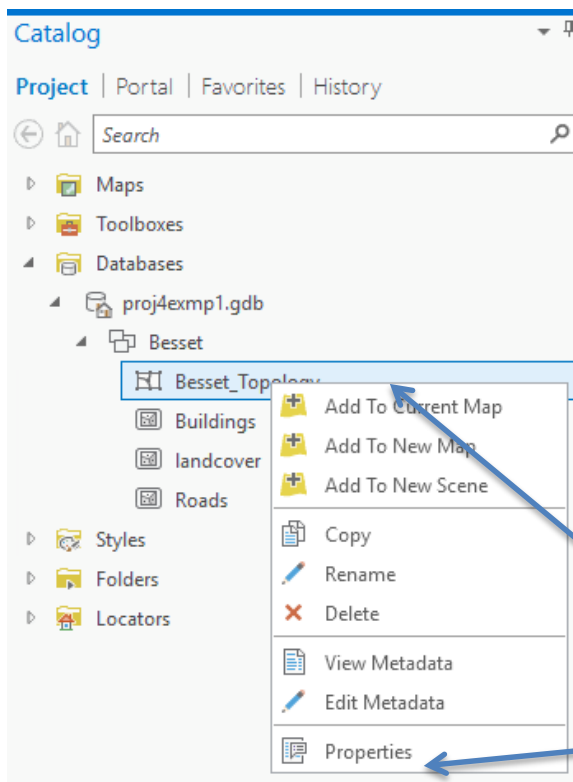 Catalog
Project | Portal | Favorites | History
Search
Maps
Toolboxes
Databases
proj4exmp1.gdb
Besset
Besset_Topology
Buildings
landcover
Roads
Styles
Folders
Locators
Add To Current Map
Add To New Map
Add To New Scene
Copy
Rename
Delete
View Metadata
Edit Metadata
Properties